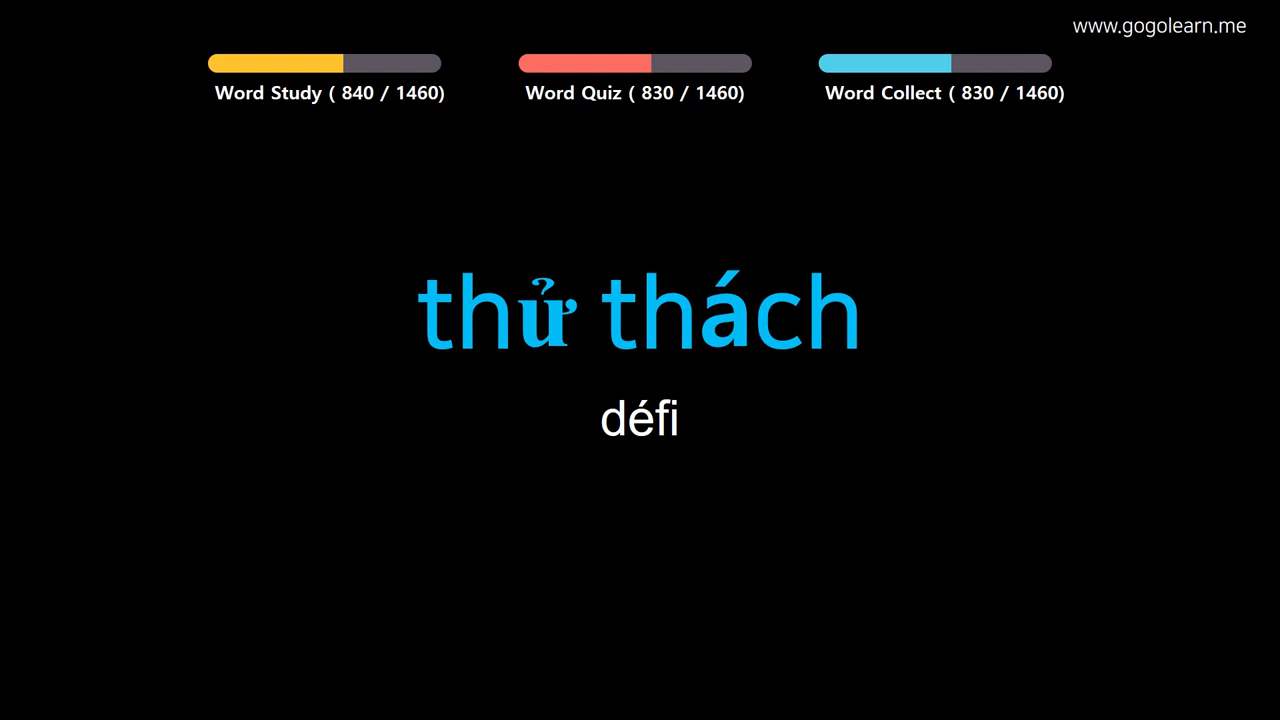 www.gogolearn.me
Word Study ( 840 / 1460)
Word Quiz ( 830 / 1460)
Word Collect ( 830 / 1460)
thử thách
défi